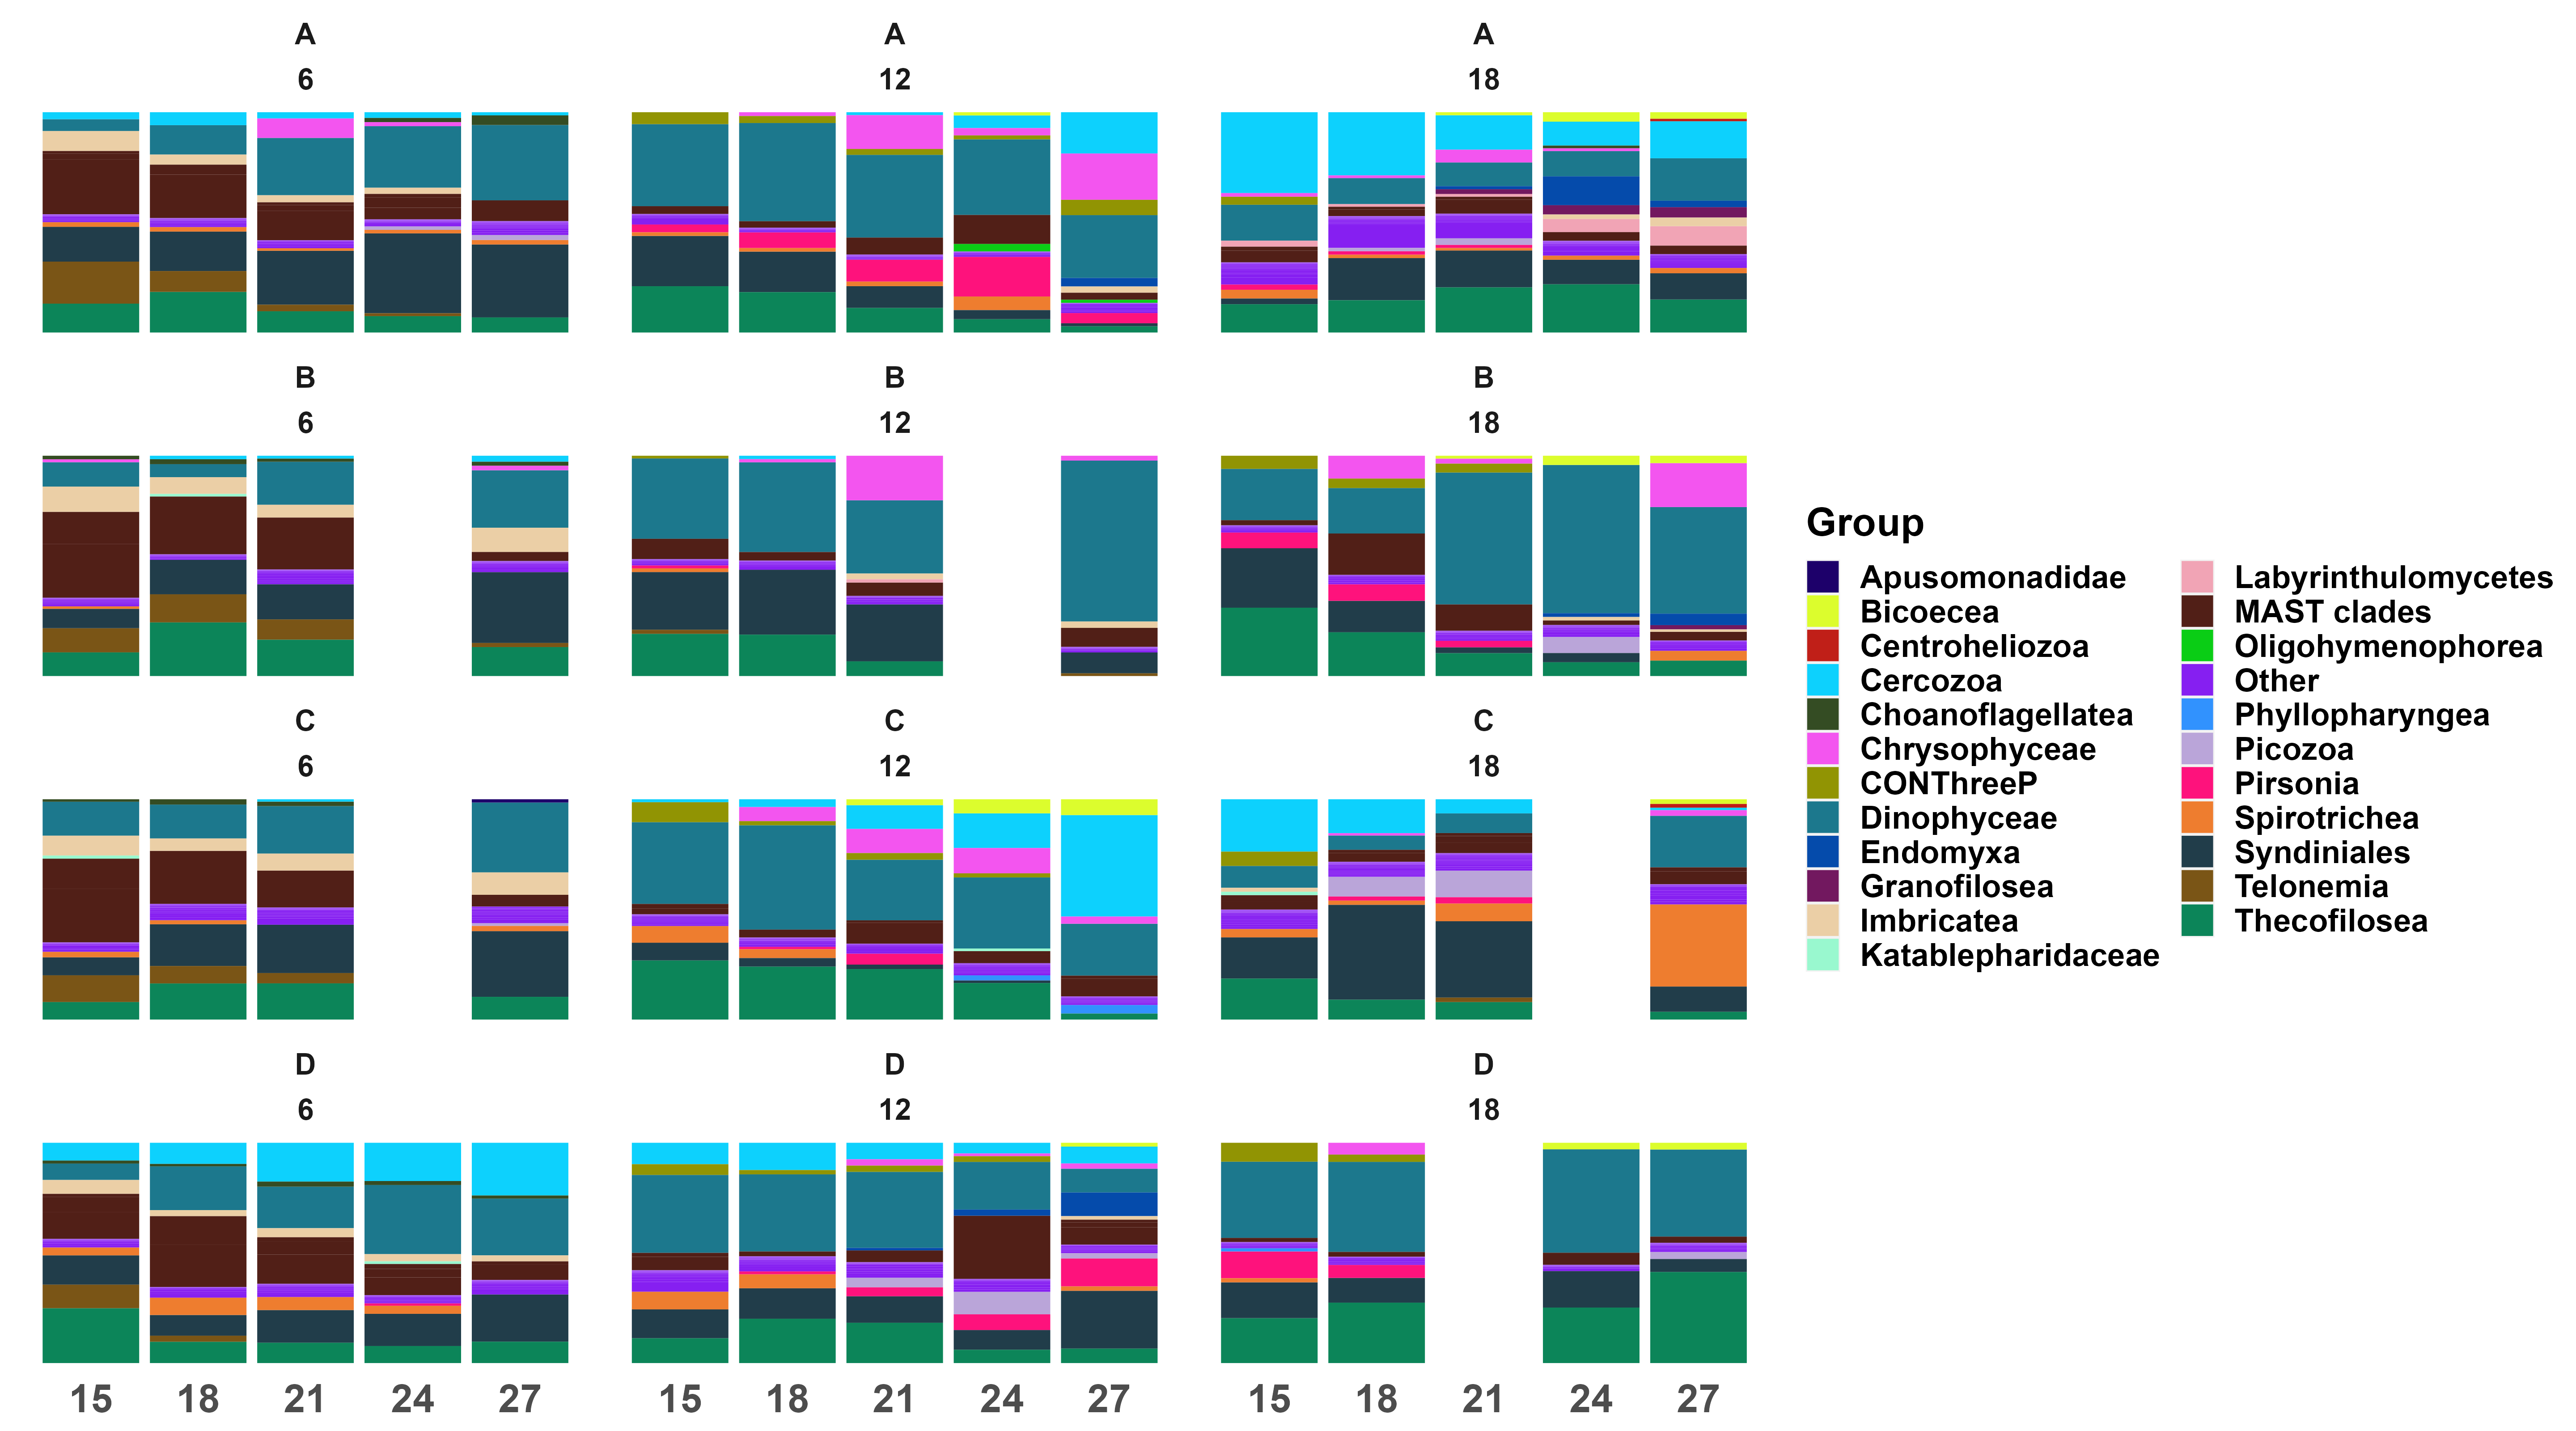 A A A
6 12 18
B B B
6 12 18
Group
Apusomonadidae Labyrinthulomycetes
Bicoecea MAST clades
Centroheliozoa Oligohymenophorea
Cercozoa Other
Choanoflagellatea Phyllopharyngea
Chrysophyceae Picozoa
CONThreeP Pirsonia
Dinophyceae Spirotrichea
Endomyxa Syndiniales
Granofilosea Telonemia
Imbricatea Thecofilosea
Katablepharidaceae
C C C
6 12 18
D D D
6 12 18
15 18 21 24 27 15 18 21 24 27 15 18 21 24 27